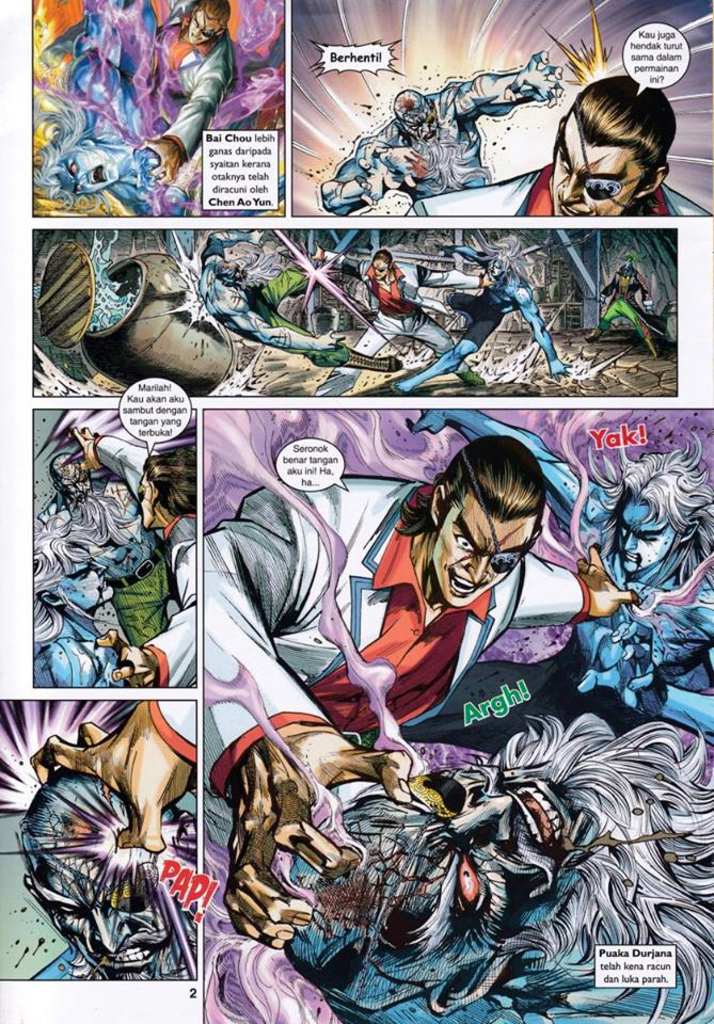 Bai Chou lebih
ganas daripada
syaitan kerana
otaknya telah
diracuni oleh
Chen Ao Yun.
Berhenti!
Kau juga
hendak turut
sama dalam
permainan
ini?
Marilah!
Kau akan aku
sambut dengan
tangan yang
terbuka!
Seronok
benar tangan
aku ini! Ha,
ha...
Yak!
Argh!
PAP!
Puaka Durjana
telah kena racun
dan luka parah.
2